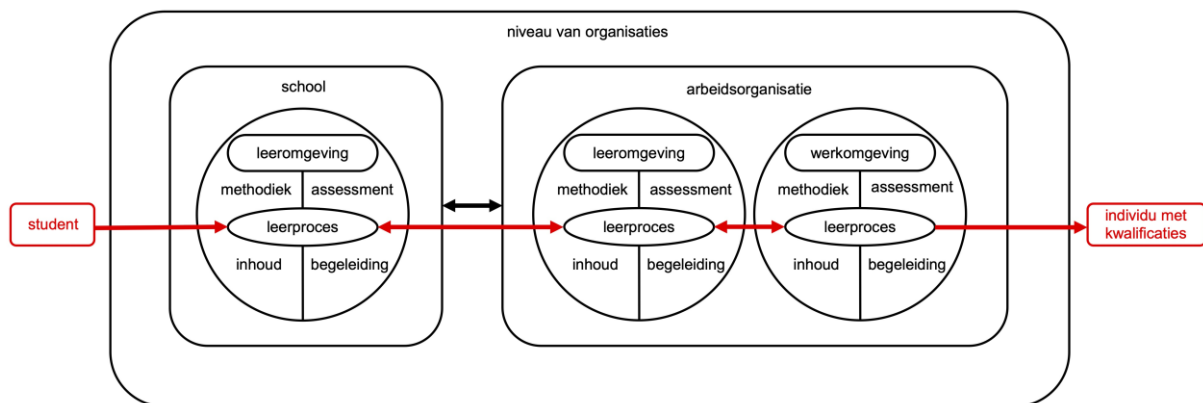 niveau van organisaties
school
arbeidsorganisatie
leeromgeving
leeromgeving
werkomgeving
methodiek
assessment
methodiek
assessment
methodiek
assessment
student
leerproces
leerproces
leerproces
individu met
kwalificaties
inhoud
begeleiding
inhoud
begeleiding
inhoud
begeleiding